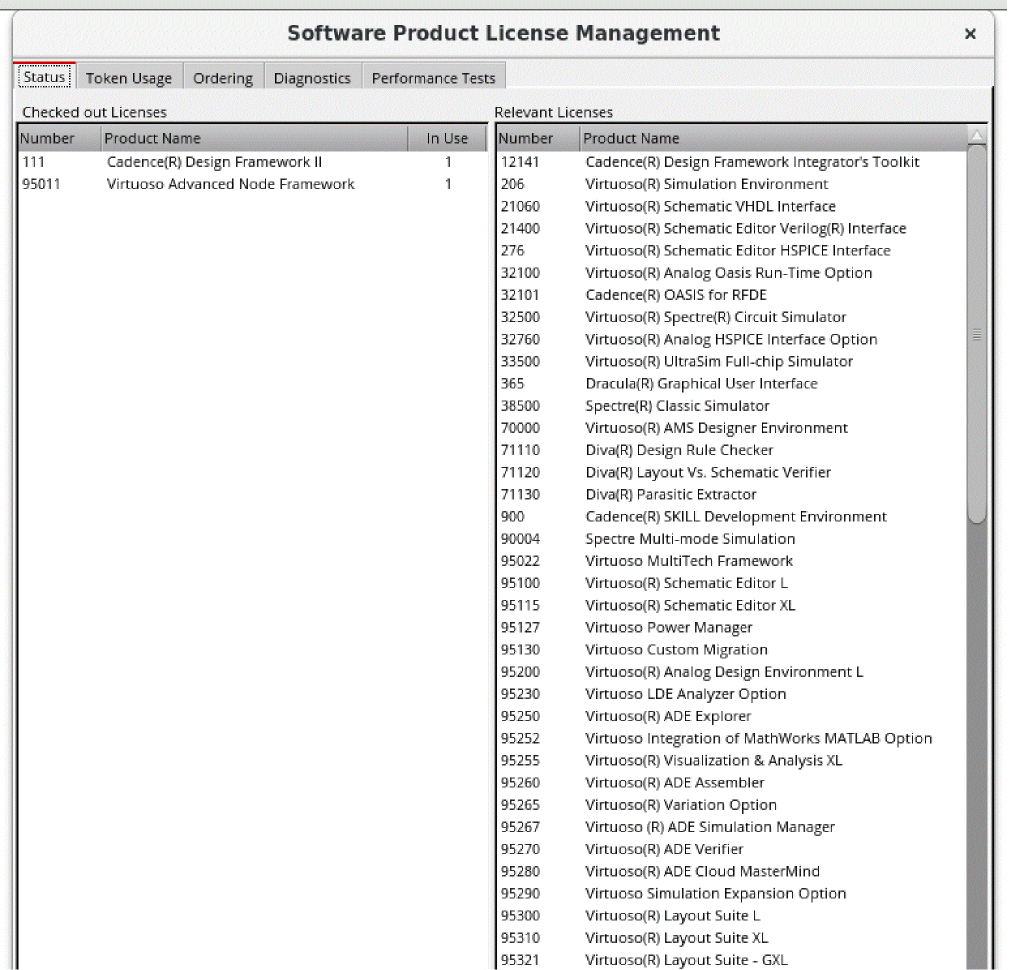 Software Product License Management
×
Status Token Usage Ordering Diagnostics Performance Tests
Checked out Licenses
Number Product Name In Use
111 Cadence(R) Design Framework II 1
95011 Virtuoso Advanced Node Framework 1
Relevant Licenses
Number Product Name
12141 Cadence(R) Design Framework Integrator's Toolkit
206 Virtuoso(R) Simulation Environment
21060 Virtuoso(R) Schematic VHDL Interface
21400 Virtuoso(R) Schematic Editor Verilog(R) Interface
276 Virtuoso(R) Schematic Editor HSPICE Interface
32100 Virtuoso(R) Analog Oasis Run-Time Option
32101 Cadence(R) OASIS for RFDE
32500 Virtuoso(R) Spectre(R) Circuit Simulator
32760 Virtuoso(R) Analog HSPICE Interface Option
33500 Virtuoso(R) UltraSim Full-chip Simulator
365 Dracula(R) Graphical User Interface
38500 Spectre(R) Classic Simulator
70000 Virtuoso(R) AMS Designer Environment
71110 Diva(R) Design Rule Checker
71120 Diva(R) Layout Vs. Schematic Verifier
71130 Diva(R) Parasitic Extractor
900 Cadence(R) SKILL Development Environment
90004 Spectre Multi-mode Simulation
95022 Virtuoso MultiTech Framework
95100 Virtuoso(R) Schematic Editor L
95115 Virtuoso(R) Schematic Editor XL
95127 Virtuoso Power Manager
95130 Virtuoso Custom Migration
95200 Virtuoso(R) Analog Design Environment L
95230 Virtuoso LDE Analyzer Option
95250 Virtuoso(R) ADE Explorer
95252 Virtuoso Integration of MathWorks MATLAB Option
95255 Virtuoso(R) Visualization & Analysis XL
95260 Virtuoso(R) ADE Assembler
95265 Virtuoso(R) Variation Option
95267 Virtuoso (R) ADE Simulation Manager
95270 Virtuoso(R) ADE Verifier
95280 Virtuoso(R) ADE Cloud MasterMind
95290 Virtuoso Simulation Expansion Option
95300 Virtuoso(R) Layout Suite L
95310 Virtuoso(R) Layout Suite XL
95321 Virtuoso(R) Layout Suite - GXL